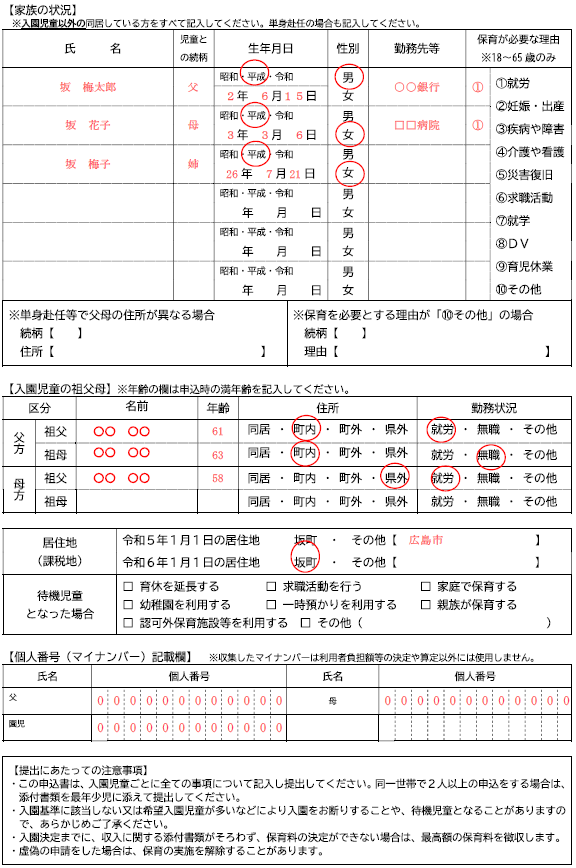 【家族の状況】
※入園児童以外の同居している方をすべて記入してください。単身赴任の場合も記入してください。
氏　名 児童との続柄 生年月日 性別 勤務先等 保育が必要な理由 ※18～65歳のみ
坂　梅太郎 父 昭和・平成・令和 2年 6月15日 男 女 〇〇銀行 ①
坂　花子 母 昭和・平成・令和 3年 3月 6日 男 女 □□病院 ①
坂　梅子 姉 昭和・平成・令和 26年 7月21日 男 女
昭和・平成・令和 年　月　日 男 女
昭和・平成・令和 年　月　日 男 女
昭和・平成・令和 年　月　日 男 女
①就労
②妊娠・出産
③疾病や障害
④介護や看護
⑤災害復旧
⑥求職活動
⑦就学
⑧ＤＶ
⑨育児休業
⑩その他
※単身赴任等で父母の住所が異なる場合
続柄【　　】
住所【　　】
※保育を必要とする理由が「⑩その他」の場合
続柄【　　】
理由【　　】
【入園児童の祖父母】※年齢の欄は申込時の満年齢を記入してください。
区分 名前 年齢 住所 勤務状況
父方 祖父 〇〇　〇〇 61 同居 ・ 町内 ・ 町外 ・ 県外 就労 ・ 無職 ・ その他
祖母 〇〇　〇〇 63 同居 ・ 町内 ・ 町外 ・ 県外 就労 ・ 無職 ・ その他
母方 祖父 〇〇　〇〇 58 同居 ・ 町内 ・ 町外 ・ 県外 就労 ・ 無職 ・ その他
祖母 同居 ・ 町内 ・ 町外 ・ 県外 就労 ・ 無職 ・ その他
居住地（課税地） 令和５年１月１日の居住地 坂町 ・ その他【 広島市 】
令和６年１月１日の居住地 坂町 ・ その他【　　】
待機児童となった場合 □ 育休を延長する □ 求職活動を行う □ 家庭で保育する
□ 幼稚園を利用する □ 一時預かりを利用する □ 親族が保育する
□ 認可外保育施設等を利用する □ その他（　　）
【個人番号（マイナンバー）記載欄】 ※収集したマイナンバーは利用者負担額等の決定や算定以外には使用しません。
氏名 個人番号 氏名 個人番号
父 0 0 0 0 0 0 0 0 0 0 0 0 母 0 0 0 0 0 0 0 0 0 0 0 0
園児 0 0 0 0 0 0 0 0 0 0 0 0
【提出にあたっての注意事項】
・この申込書は、入園児童ごとに全ての事項について記入し提出してください。同一世帯で２人以上の申込をする場合は、
添付書類を最年少児に添えて提出してください。
・入園基準に該当しない又は希望入園児童が多いなどにより入園をお断りすることや、待機児童となることがありますの
で、あらかじめご了承ください。
・入園決定までに、収入に関する添付書類がそろわず、保育料の決定ができない場合は、最高額の保育料を徴収します。
・虚偽の申請をした場合は、保育の実施を解除することがあります。